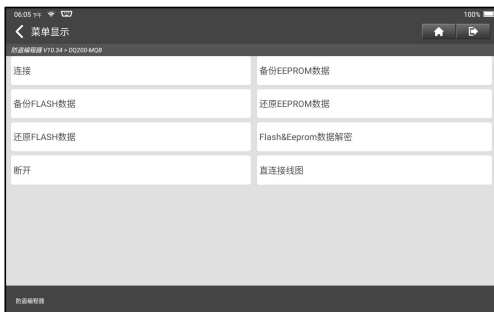 06:05 下午 100%
菜单显示
防盗编程器 V10.34 > DQ200-MQB
连接 备份EEPROM数据
备份FLASH数据 还原EEPROM数据
还原FLASH数据 Flash&Eeprom数据解密
断开 直连接线图
防盗编程器